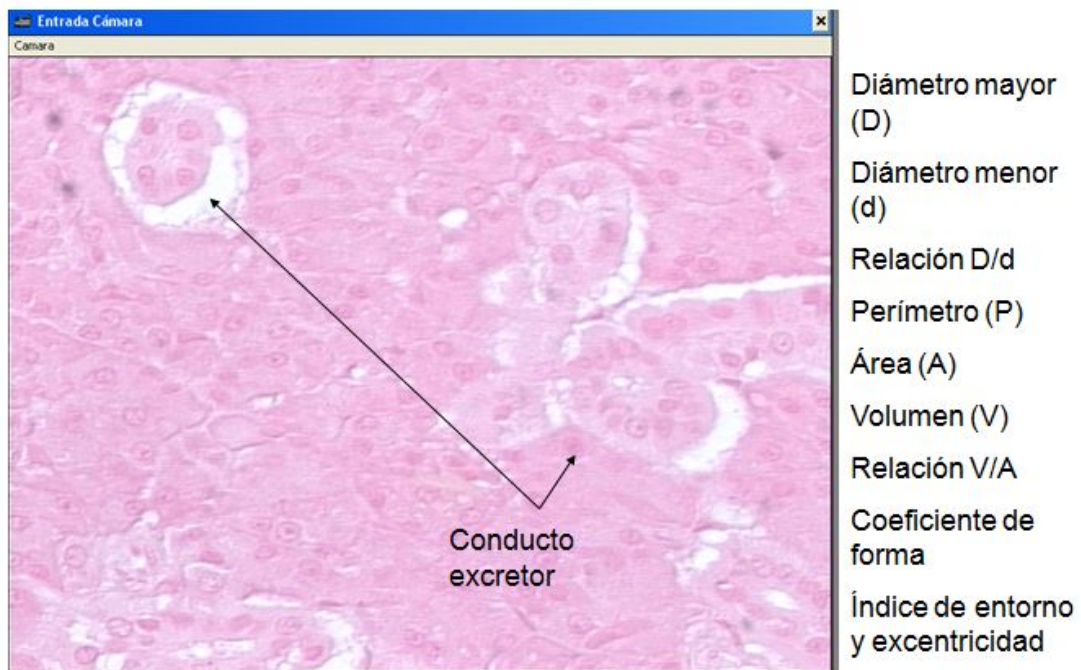 Entrada Cámara
Camara
Diámetro mayor
(D)
Diámetro menor
(d)
Relación D/d
Perímetro (P)
Área (A)
Volumen (V)
Relación V/A
Coeficiente de
forma
Índice de entorno
y excentricidad
Conducto
excretor